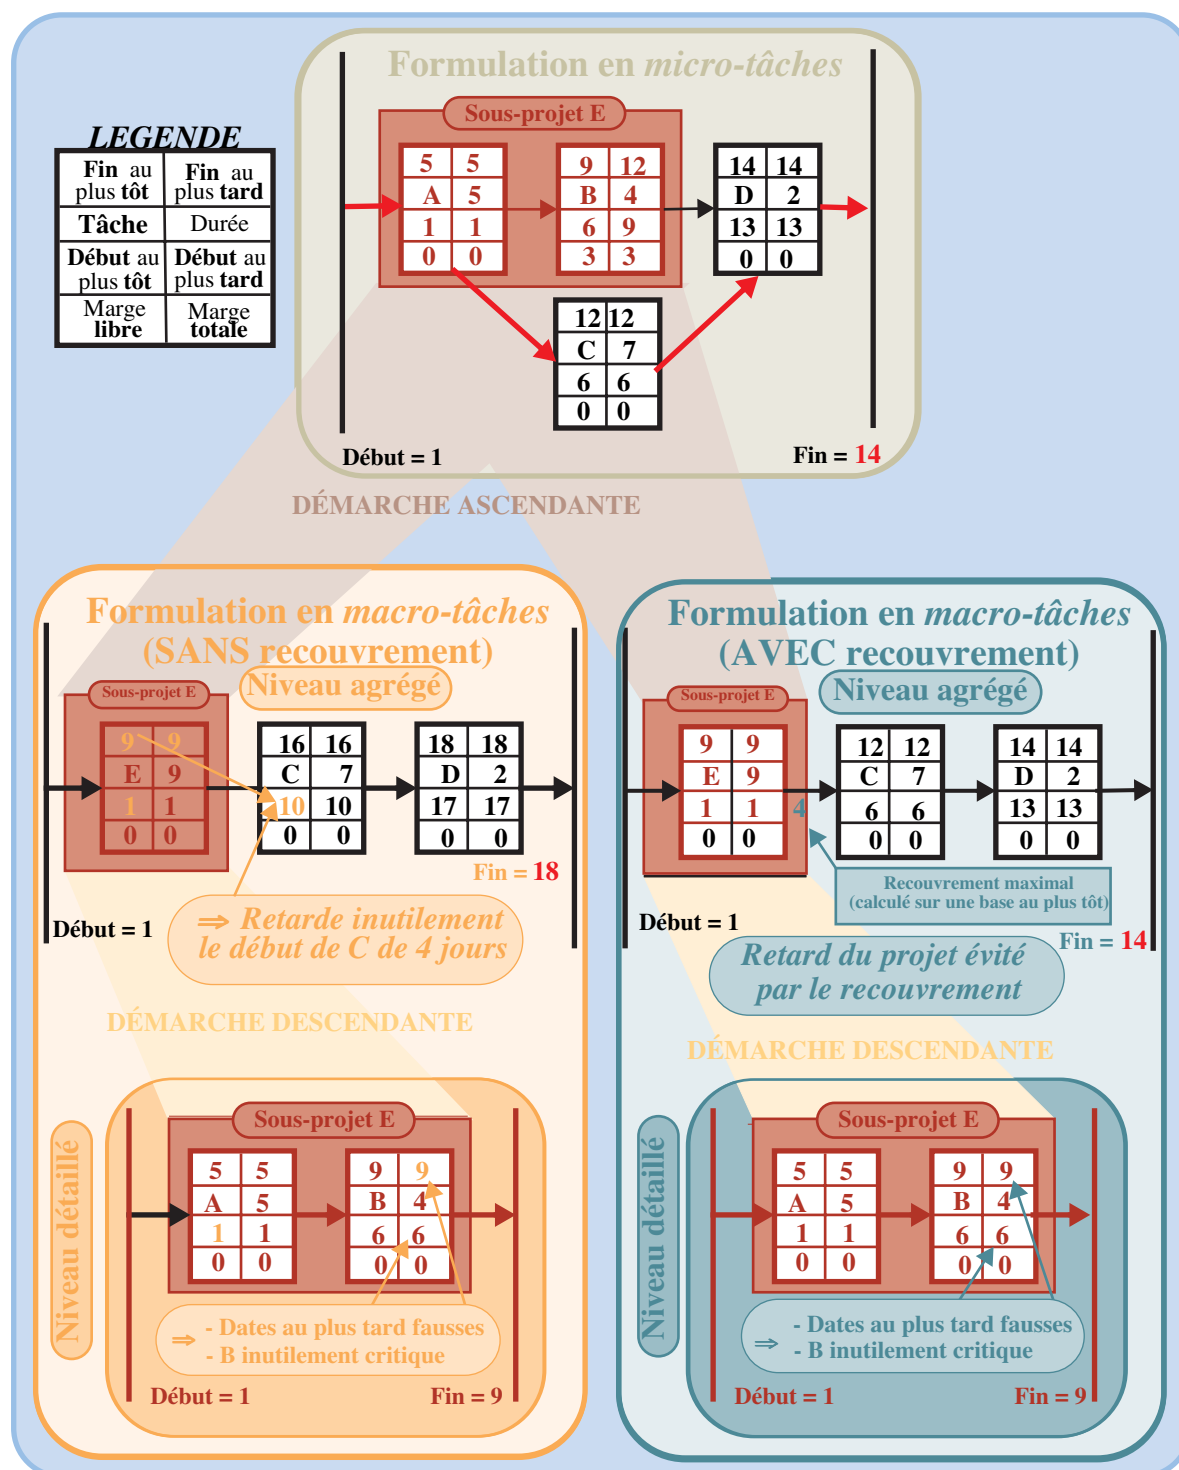 Formulation en micro-tâches
Sous-projet E
LEGENDE
Fin au plus tôt
Fin au plus tard
Tâche
Durée
Début au plus tôt
Début au plus tard
Marge libre
Marge totale
5 5
A 5
1 1
0 0
9 12
B 4
6 9
3 3
14 14
D 2
13 13
0 0
12 12
C 7
6 6
0 0
Début = 1
Fin = 14
DÉMARCHE ASCENDANTE
Formulation en macro-tâches
(SANS recouvrement)
Niveau agrégé
Sous-projet E
9 9
E 9
1 1
0 0
16 16
C 7
10 10
0 0
18 18
D 2
17 17
0 0
Fin = 18
Début = 1
⇒ Retarde inutilement
le début de C de 4 jours
DÉMARCHE DESCENDANTE
Niveau détaillé
Sous-projet E
5 5
A 5
1 1
0 0
9 9
B 4
6 6
0 0
⇒ - Dates au plus tard fausses
- B inutilement critique
Début = 1
Fin = 9
Formulation en macro-tâches
(AVEC recouvrement)
Niveau agrégé
Sous-projet E
9 9
E 9
1 1
0 0
4
12 12
C 7
6 6
0 0
14 14
D 2
13 13
0 0
Recouvrement maximal
(calculé sur une base au plus tôt)
Début = 1
Fin = 14
Retard du projet évité
par le recouvrement
DÉMARCHE DESCENDANTE
Niveau détaillé
Sous-projet E
5 5
A 5
1 1
0 0
9 9
B 4
6 6
0 0
⇒ - Dates au plus tard fausses
- B inutilement critique
Début = 1
Fin = 9